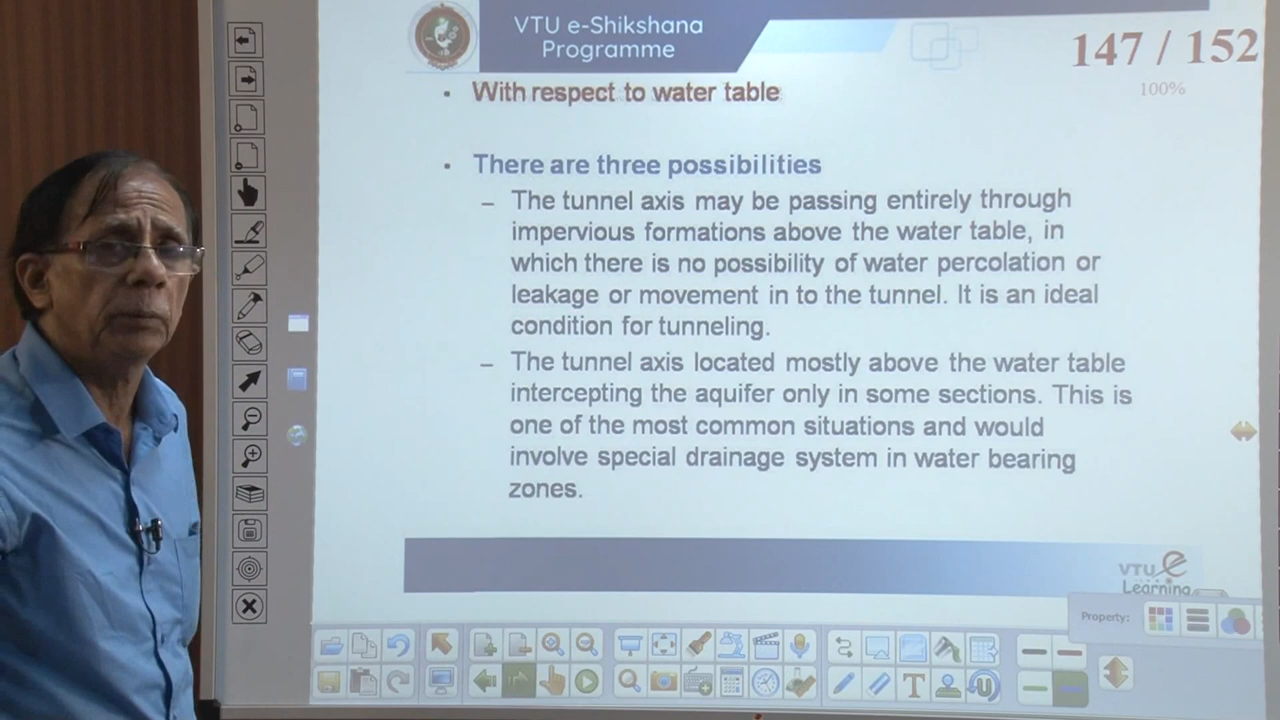 VTU e-Shikshana
Programme
147 / 152
100%
• With respect to water table
• There are three possibilities
– The tunnel axis may be passing entirely through
impervious formations above the water table, in
which there is no possibility of water percolation or
leakage or movement in to the tunnel. It is an ideal
condition for tunneling.
– The tunnel axis located mostly above the water table
intercepting the aquifer only in some sections. This is
one of the most common situations and would
involve special drainage system in water bearing
zones.
VTU e
Learning
Property: